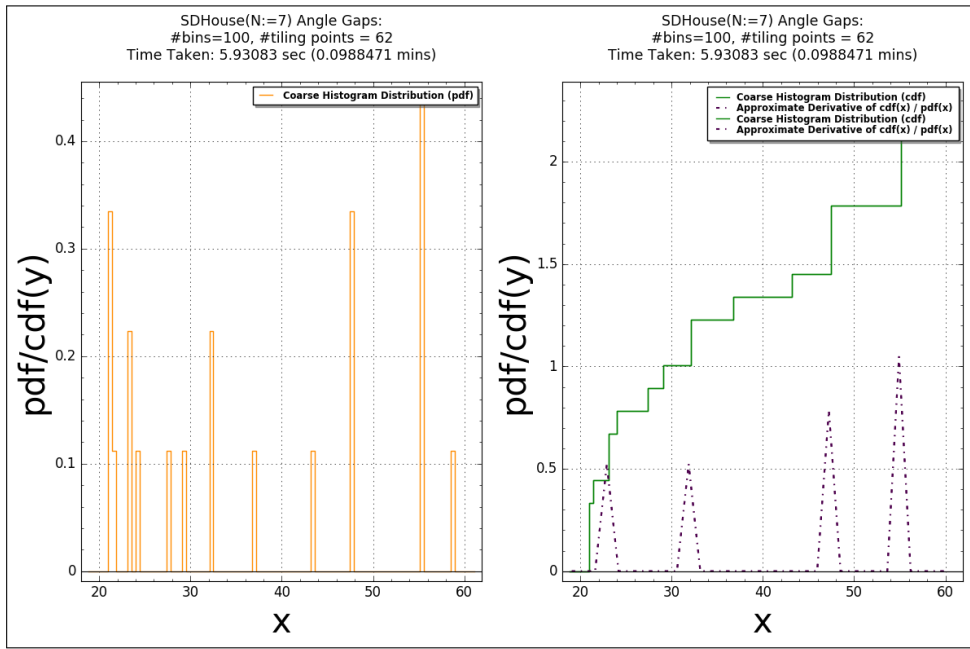 SDHouse(N:=7) Angle Gaps:
#bins=100, #tiling points = 62
Time Taken: 5.93083 sec (0.0988471 mins)
Coarse Histogram Distribution (pdf)
0.4
0.3
0.2
0.1
0
pdf/cdf(y)
20
30
40
50
60
x
SDHouse(N:=7) Angle Gaps:
#bins=100, #tiling points = 62
Time Taken: 5.93083 sec (0.0988471 mins)
Coarse Histogram Distribution (cdf)
Approximate Derivative of cdf(x) / pdf(x)
Coarse Histogram Distribution (cdf)
Approximate Derivative of cdf(x) / pdf(x)
2
1.5
1
0.5
0
pdf/cdf(y)
20
30
40
50
60
x